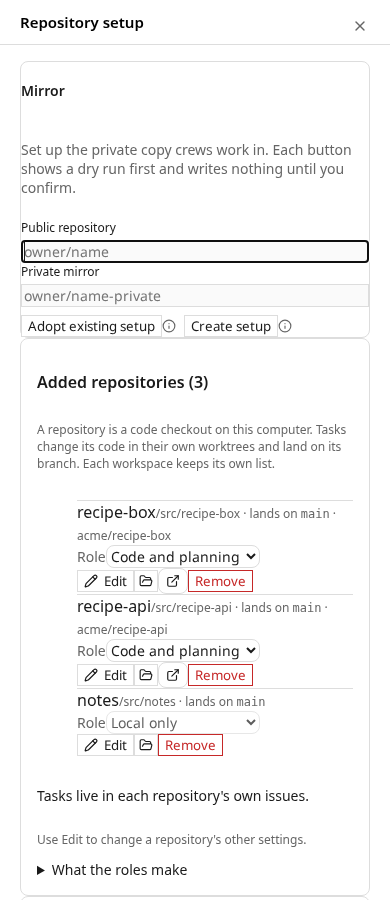 Repository setup
Mirror
Set up the private copy crews work in. Each button
shows a dry run first and writes nothing until you
confirm.
Public repository
owner/name
Private mirror
owner/name-private
Adopt existing setup
Create setup
Added repositories (3)
A repository is a code checkout on this computer. Tasks
change its code in their own worktrees and land on its
branch. Each workspace keeps its own list.
recipe-box/src/recipe-box · lands on main ·
acme/recipe-box
Role Code and planning
Edit Remove
recipe-api/src/recipe-api · lands on main ·
acme/recipe-api
Role Code and planning
Edit Remove
notes/src/notes · lands on main
Role Local only
Edit Remove
Tasks live in each repository's own issues.
Use Edit to change a repository's other settings.
What the roles make